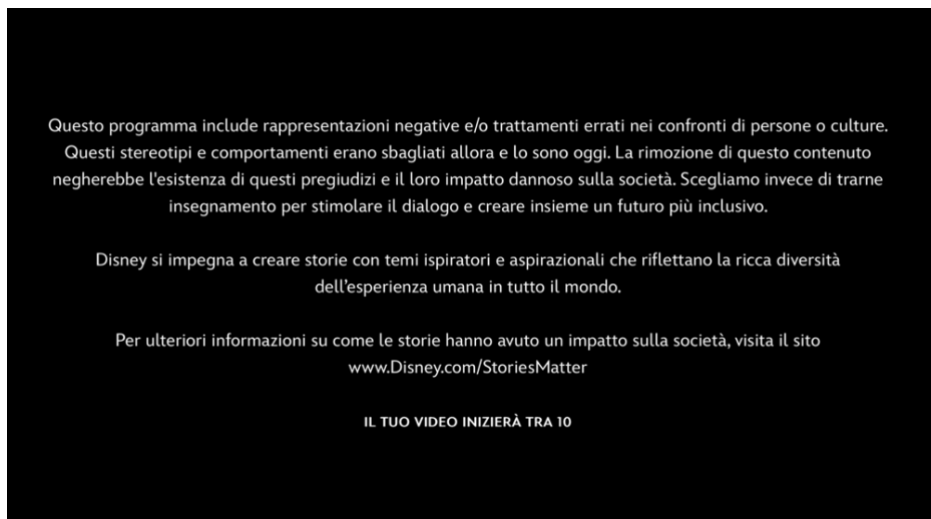 Questo programma include rappresentazioni negative e/o trattamenti errati nei confronti di persone o culture.
Questi stereotipi e comportamenti erano sbagliati allora e lo sono oggi. La rimozione di questo contenuto
negherebbe l'esistenza di questi pregiudizi e il loro impatto dannoso sulla società. Scegliamo invece di trarne
insegnamento per stimolare il dialogo e creare insieme un futuro più inclusivo.
Disney si impegna a creare storie con temi ispiratori e aspirazionali che riflettano la ricca diversità
dell'esperienza umana in tutto il mondo.
Per ulteriori informazioni su come le storie hanno avuto un impatto sulla società, visita il sito
www.Disney.com/StoriesMatter
IL TUO VIDEO INIZIERÀ TRA 10